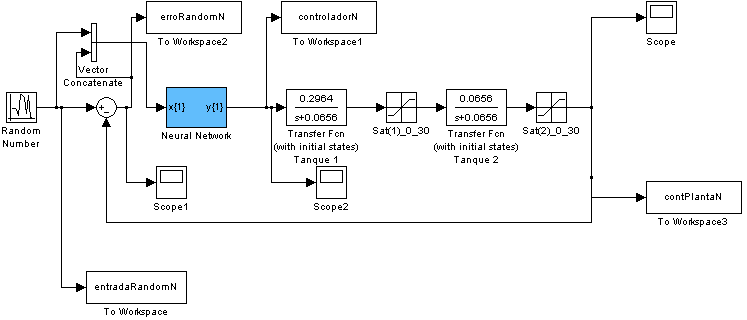 erroRandomN
To Workspace2
controladorN
To Workspace1
Scope
Vector
Concatenate
Random
Number
+
-
x{1} y{1}
Neural Network
0.2964
s+0.0656
Transfer Fcn
(with initial states)
Tanque 1
Sat(1)_0_30
0.0656
s+0.0656
Transfer Fcn
(with initial states)
Tanque 2
Sat(2)_0_30
Scope1
Scope2
contPlantaN
To Workspace3
entradaRandomN
To Workspace